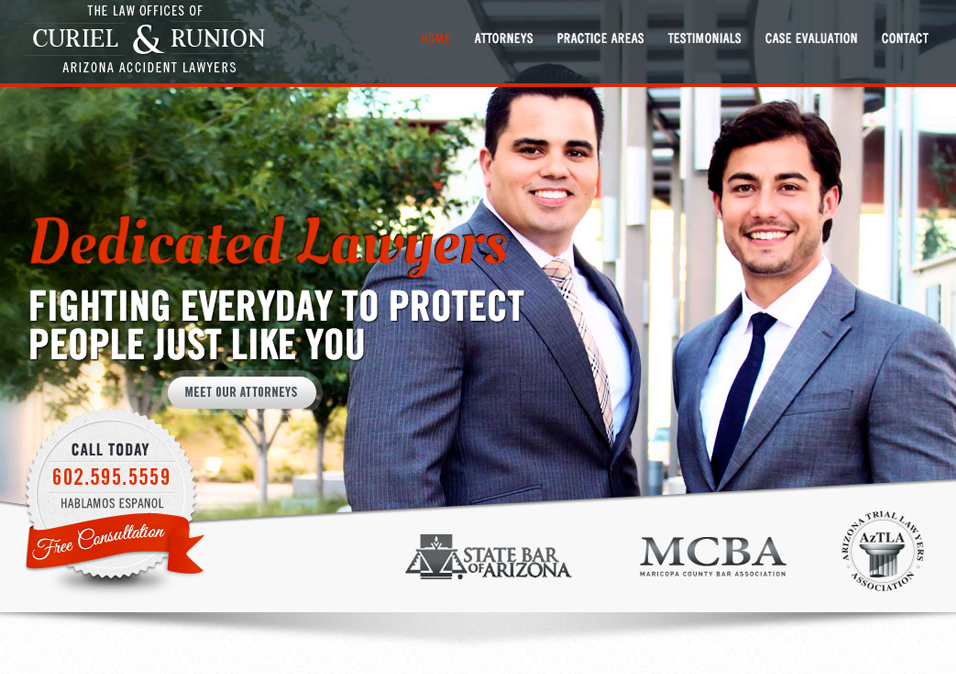 THE LAW OFFICES OF
CURIEL & RUNION
ARIZONA ACCIDENT LAWYERS
HOME ATTORNEYS PRACTICE AREAS TESTIMONIALS CASE EVALUATION CONTACT
Dedicated Lawyers
FIGHTING EVERYDAY TO PROTECT
PEOPLE JUST LIKE YOU
MEET OUR ATTORNEYS
CALL TODAY
602.595.5559
HABLAMOS ESPANOL
Free Consultation
STATE BAR
OF ARIZONA
MCBA
MARICOPA COUNTY BAR ASSOCIATION
ARIZONA TRIAL LAWYERS
AzTLA
ASSOCIATION